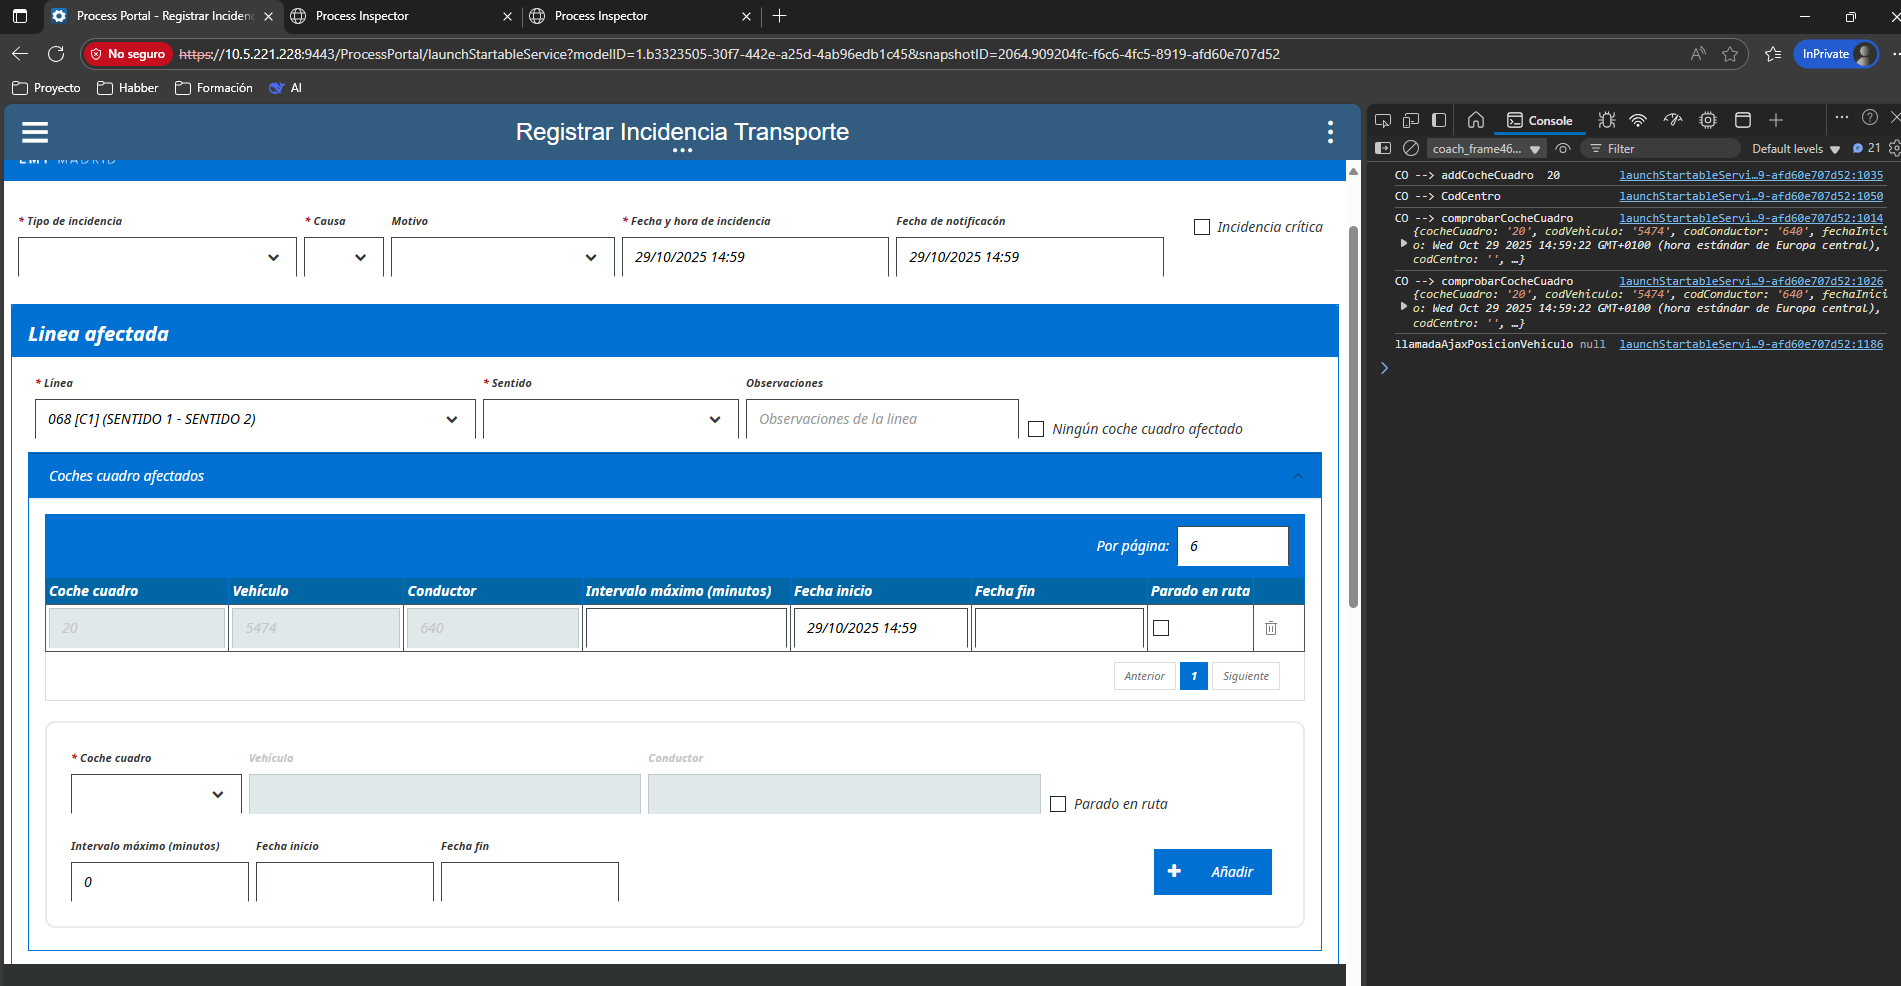 Process Portal - Registrar Inciden
Process Inspector
Process Inspector
No seguro
https://10.5.221.228:9443/ProcessPortal/launchStartableService?modelID=1.b3323505-30f7-442e-a25d-4ab96edb1c45&snapshotID=2064.909204fc-f6c6-4fc5-8919-afd60e707d52
InPrivate
Proyecto
Habber
Formación
AI
Registrar Incidencia Transporte
EMT MADRID
* Tipo de incidencia
* Causa
Motivo
* Fecha y hora de incidencia
Fecha de notificacón
Incidencia crítica
29/10/2025 14:59
29/10/2025 14:59
Linea afectada
* Línea
* Sentido
Observaciones
068 [C1] (SENTIDO 1 - SENTIDO 2)
Observaciones de la linea
Ningún coche cuadro afectado
Coches cuadro afectados
Por página:
6
Coche cuadro
Vehículo
Conductor
Intervalo máximo (minutos)
Fecha inicio
Fecha fin
Parado en ruta
20
5474
640
29/10/2025 14:59
Anterior
1
Siguiente
* Coche cuadro
Vehículo
Conductor
Parado en ruta
Intervalo máximo (minutos)
Fecha inicio
Fecha fin
0
Añadir
Console
coach_frame46...
Filter
Default levels
21
CO --> addCocheCuadro 20 launchStartableServi…9-afd60e707d52:1035
CO --> CodCentro launchStartableServi…9-afd60e707d52:1050
CO --> comprobarCocheCuadro launchStartableServi…9-afd60e707d52:1014
{cocheCuadro: '20', codVehiculo: '5474', codConductor: '640', fechaInici
o: Wed Oct 29 2025 14:59:22 GMT+0100 (hora estándar de Europa central),
codCentro: '', …}
CO --> comprobarCocheCuadro launchStartableServi…9-afd60e707d52:1026
{cocheCuadro: '20', codVehiculo: '5474', codConductor: '640', fechaInici
o: Wed Oct 29 2025 14:59:22 GMT+0100 (hora estándar de Europa central),
codCentro: '', …}
llamadaAjaxPosicionVehiculo null launchStartableServi…9-afd60e707d52:1186